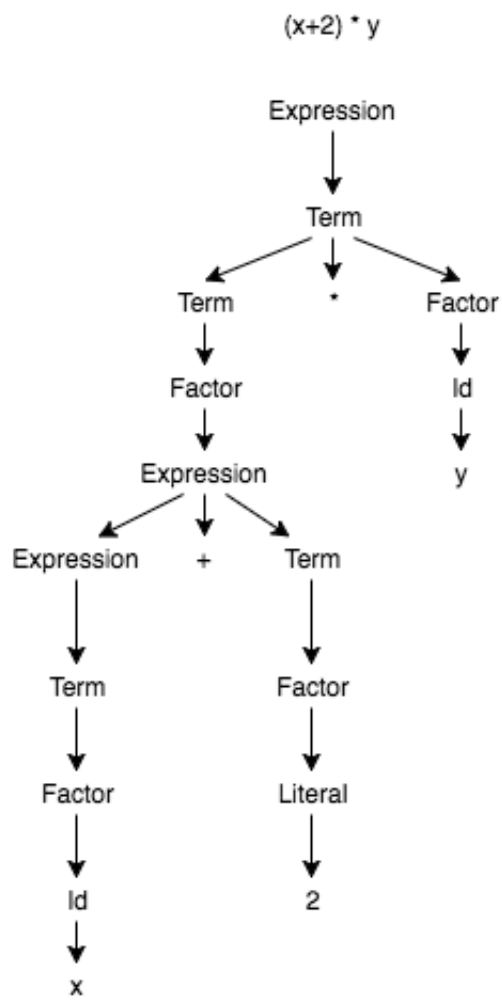 (x+2) * y
Expression
Term
Term * Factor
Factor Id
Expression y
Expression + Term
Term Factor
Factor Literal
Id 2
x